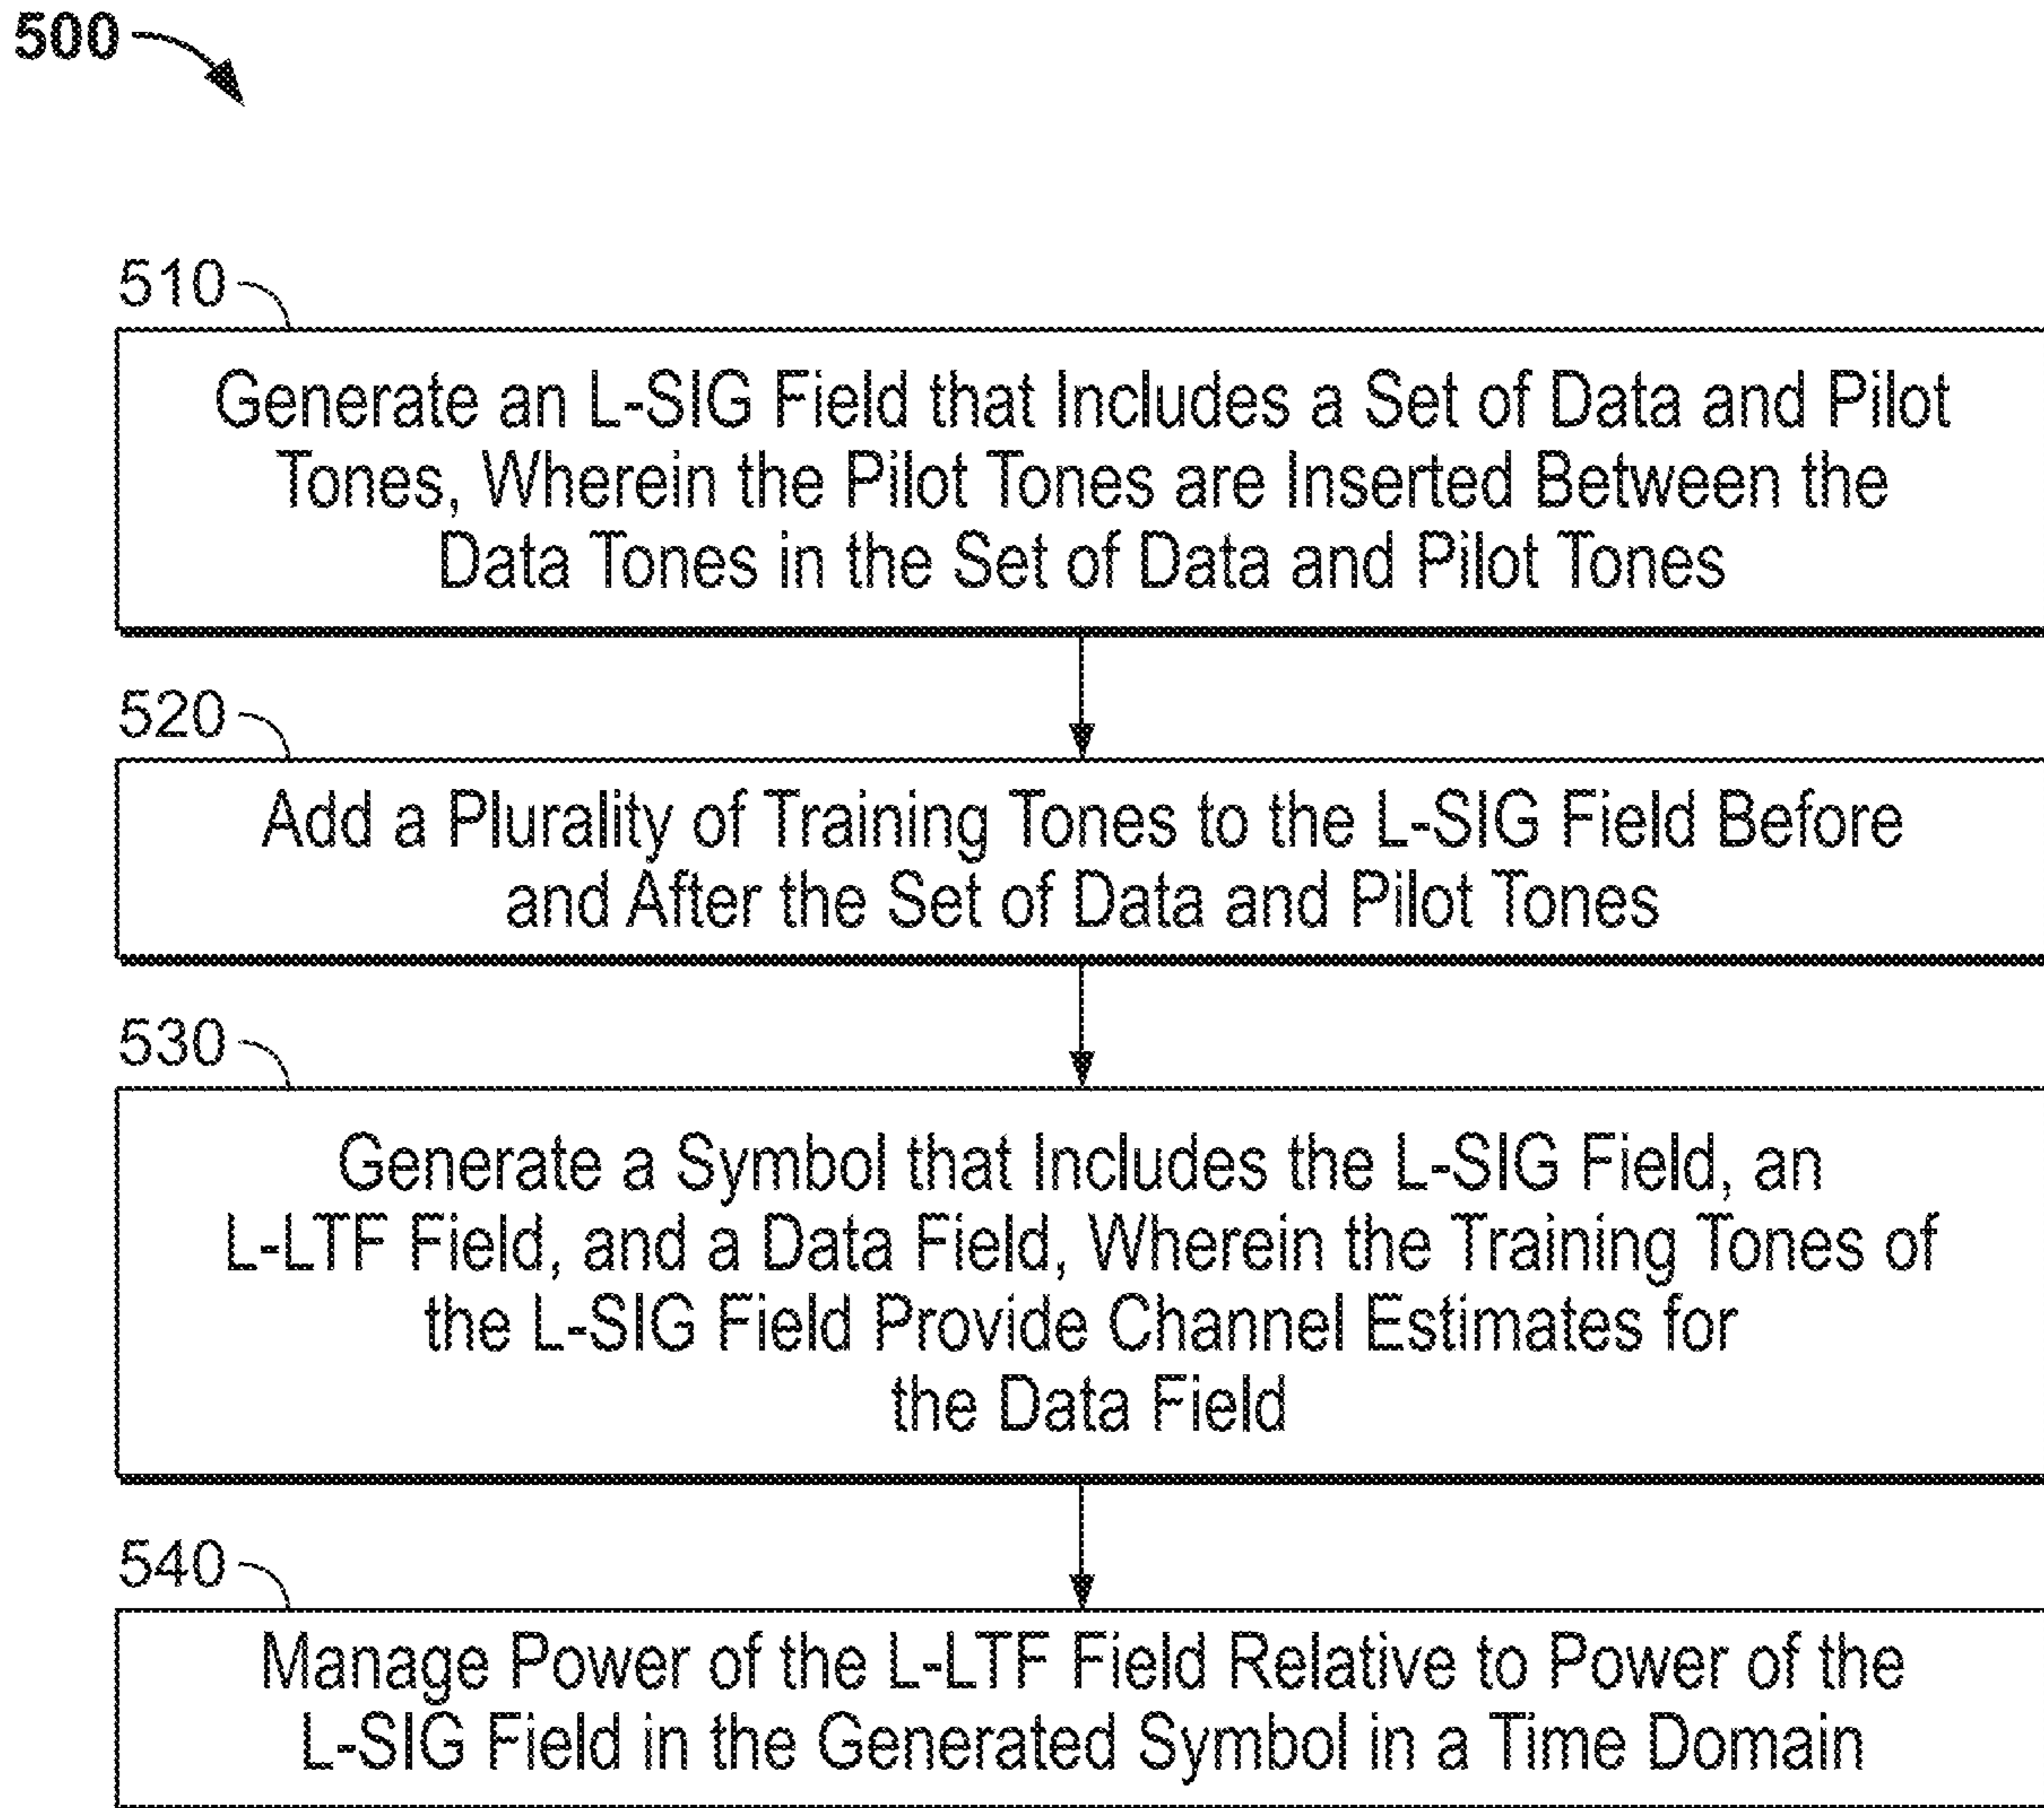 500
510
Generate an L-SIG Field that Includes a Set of Data and Pilot
Tones, Wherein the Pilot Tones are Inserted Between the
Data Tones in the Set of Data and Pilot Tones
520
Add a Plurality of Training Tones to the L-SIG Field Before
and After the Set of Data and Pilot Tones
530
Generate a Symbol that Includes the L-SIG Field, an
L-LTF Field, and a Data Field, Wherein the Training Tones of
the L-SIG Field Provide Channel Estimates for
the Data Field
540
Manage Power of the L-LTF Field Relative to Power of the
L-SIG Field in the Generated Symbol in a Time Domain